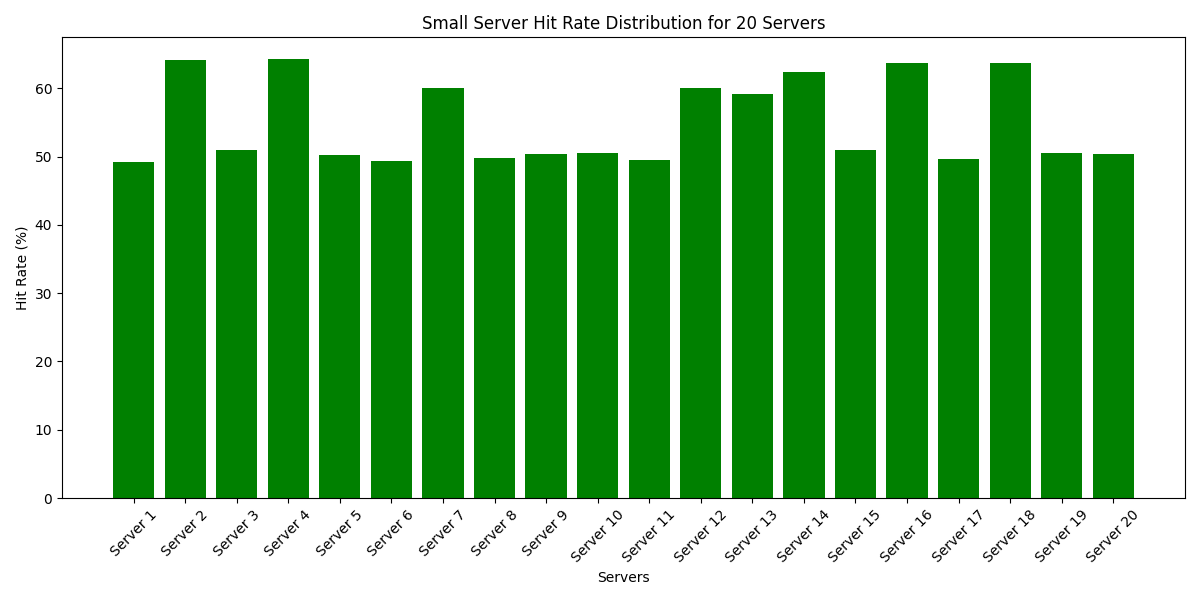 Small Server Hit Rate Distribution for 20 Servers
Hit Rate (%)
60
50
40
30
20
10
0
Server 1
Server 2
Server 3
Server 4
Server 5
Server 6
Server 7
Server 8
Server 9
Server 10
Server 11
Server 12
Server 13
Server 14
Server 15
Server 16
Server 17
Server 18
Server 19
Server 20
Servers